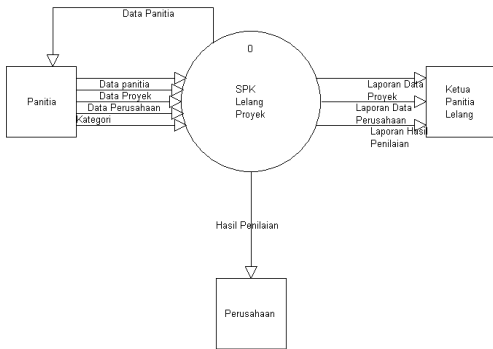 Data Panitia
0
Panitia
Data panitia
Data Proyek
Data Perusahaan
Kategori
SPK
Lelang
Proyek
Laporan Data
Proyek
Laporan Data
Perusahaan
Laporan Hasil
Penilaian
Ketua
Panitia
Lelang
Hasil Penilaian
Perusahaan